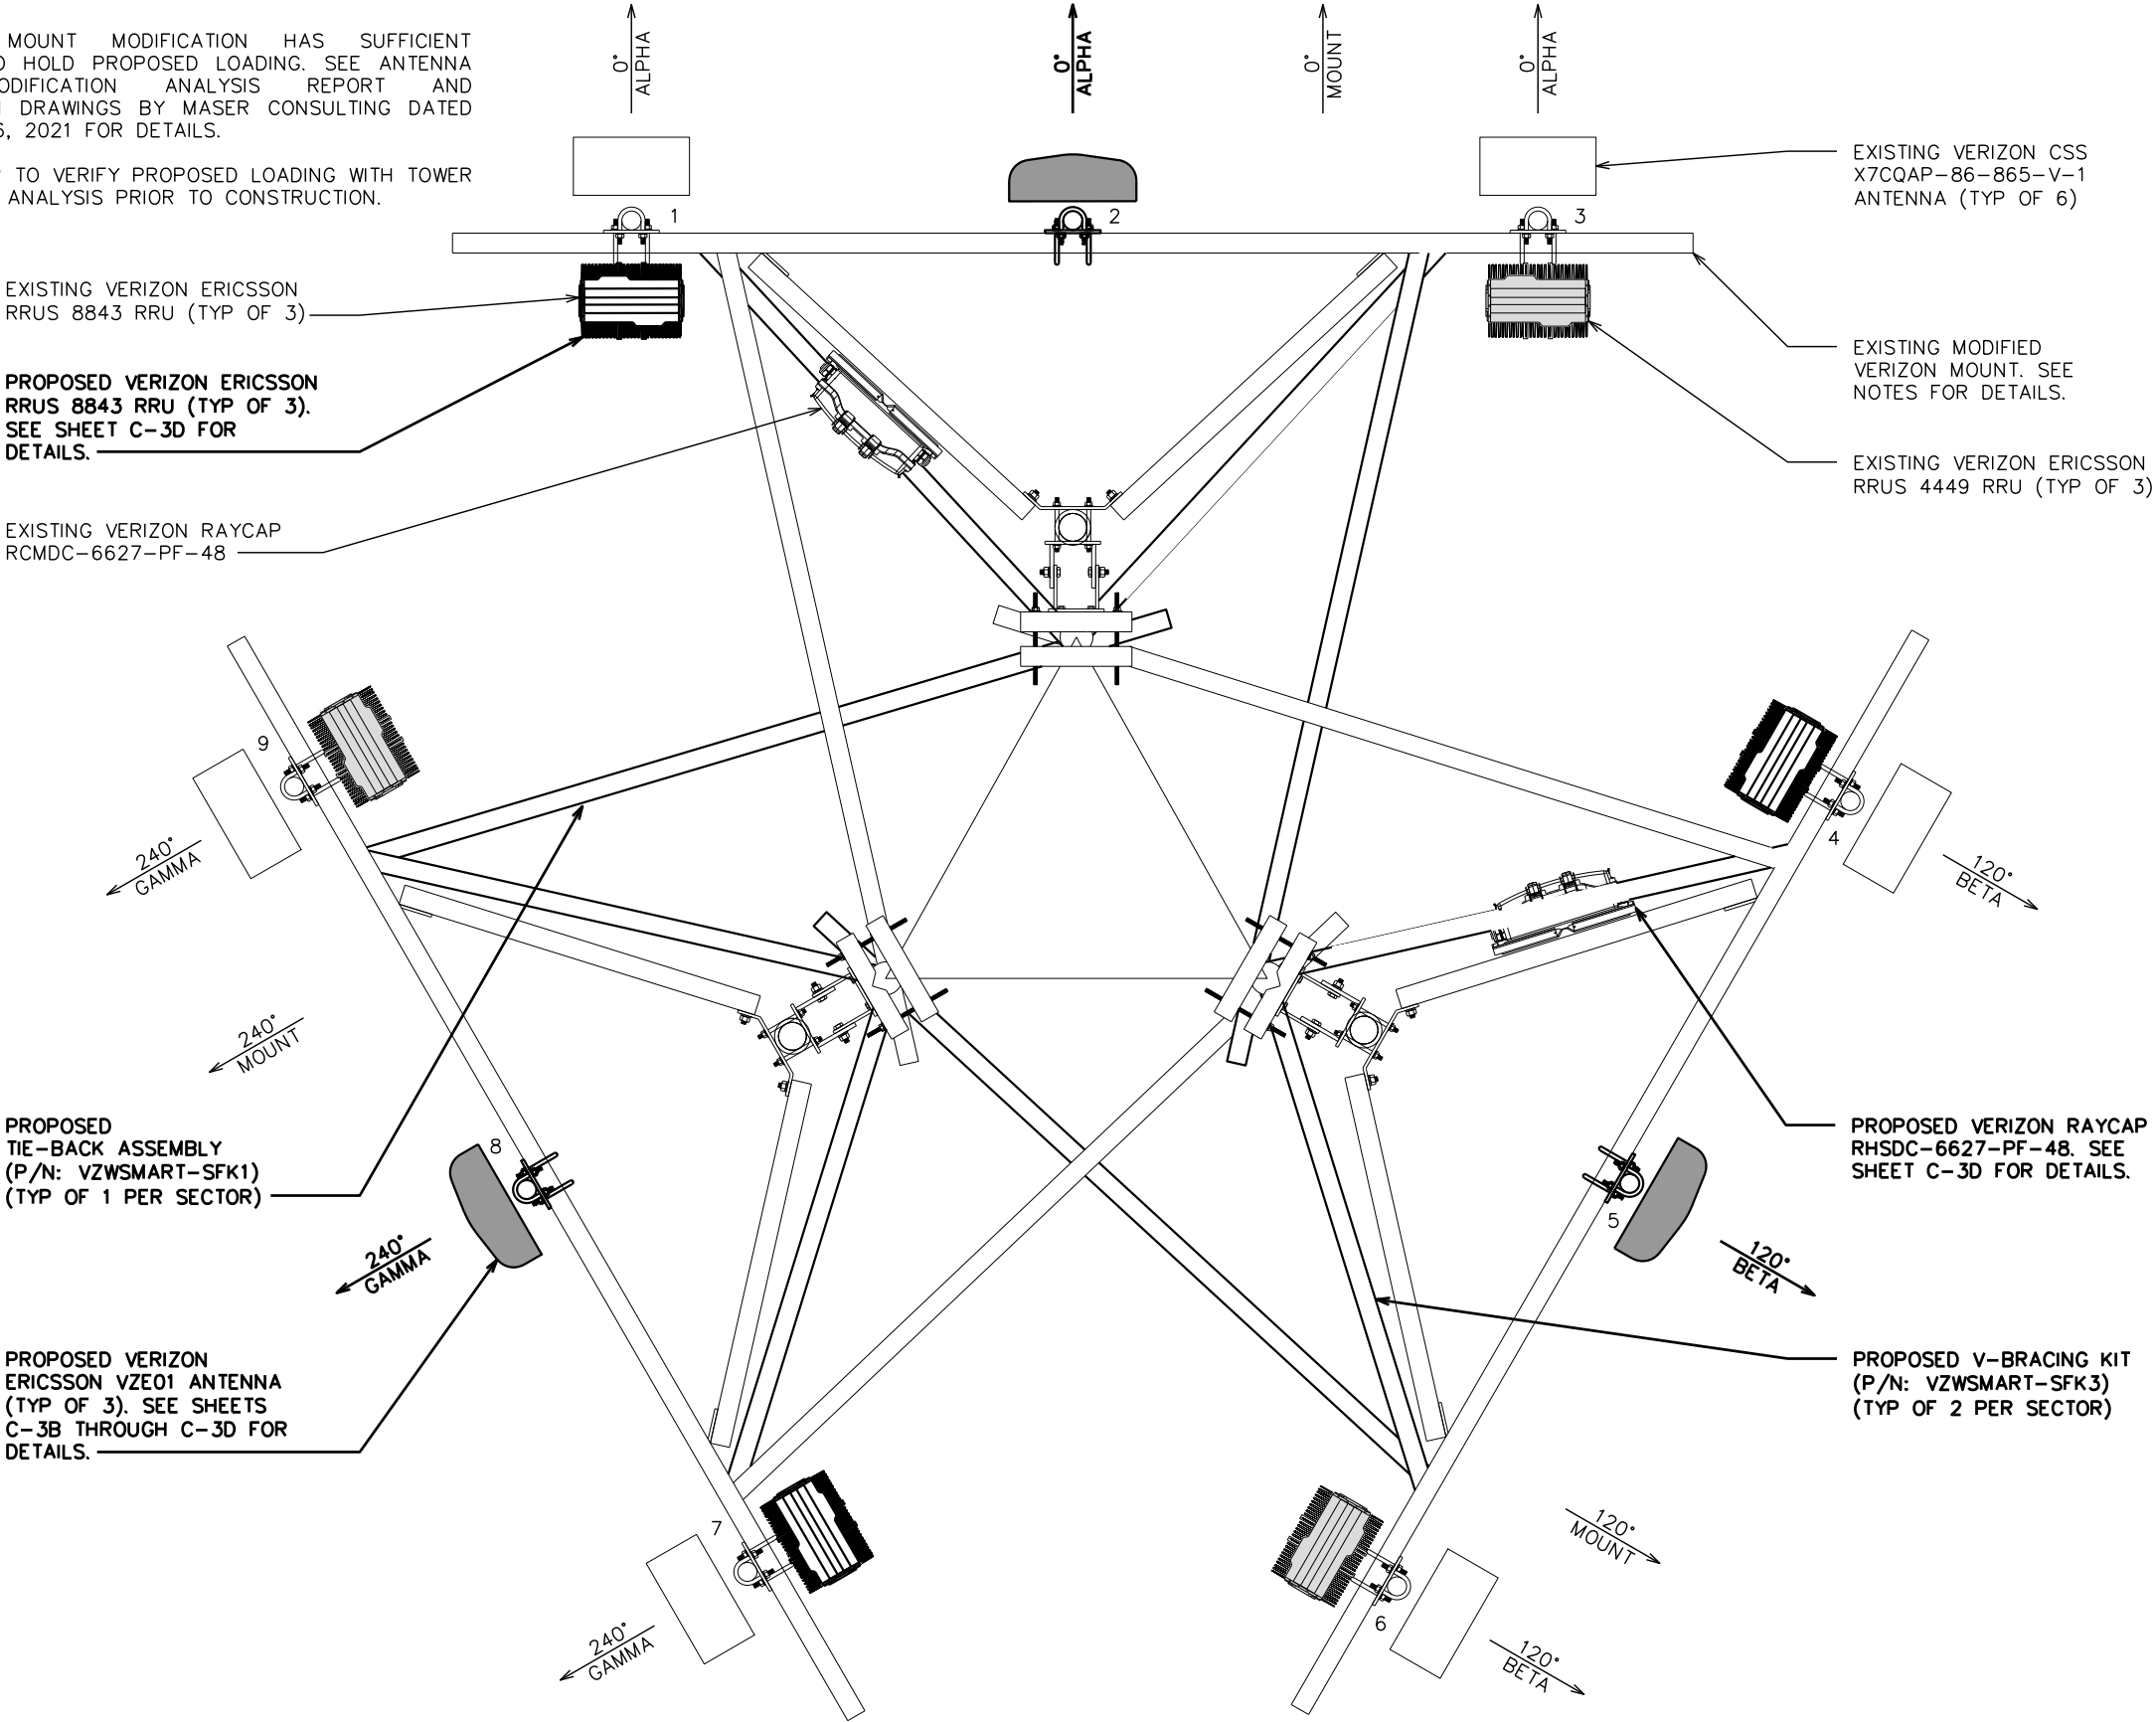 MOUNT MODIFICATION HAS SUFFICIENT
HOLD PROPOSED LOADING. SEE ANTENNA
ANALYSIS REPORT AND
DRAWINGS BY MASER CONSULTING DATED
6, 2021 FOR DETAILS.
TO VERIFY PROPOSED LOADING WITH TOWER
ANALYSIS PRIOR TO CONSTRUCTION.
0°
ALPHA
0°
ALPHA
0°
MOUNT
0°
ALPHA
1
2
3
EXISTING VERIZON CSS
X7CQAP-86-865-V-1
ANTENNA (TYP OF 6)
EXISTING VERIZON ERICSSON
RRUS 8843 RRU (TYP OF 3)
PROPOSED VERIZON ERICSSON
RRUS 8843 RRU (TYP OF 3).
SEE SHEET C-3D FOR
DETAILS.
EXISTING MODIFIED
VERIZON MOUNT. SEE
NOTES FOR DETAILS.
EXISTING VERIZON ERICSSON
RRUS 4449 RRU (TYP OF 3)
EXISTING VERIZON RAYCAP
RCMDC-6627-PF-48
9
240°
GAMMA
4
120°
BETA
240°
MOUNT
PROPOSED
TIE-BACK ASSEMBLY
(P/N: VZWSMART-SFK1)
(TYP OF 1 PER SECTOR)
8
240°
GAMMA
PROPOSED VERIZON RAYCAP
RHSDC-6627-PF-48. SEE
SHEET C-3D FOR DETAILS.
5
120°
BETA
PROPOSED VERIZON
ERICSSON VZE01 ANTENNA
(TYP OF 3). SEE SHEETS
C-3B THROUGH C-3D FOR
DETAILS.
PROPOSED V-BRACING KIT
(P/N: VZWSMART-SFK3)
(TYP OF 2 PER SECTOR)
7
240°
GAMMA
120°
MOUNT
6
120°
BETA